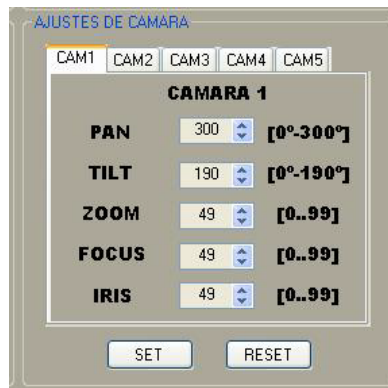 AJUSTES DE CAMARA
CAM1 CAM2 CAM3 CAM4 CAM5
CAMARA 1
PAN 300 [0º-300º]
TILT 190 [0º-190º]
ZOOM 49 [0..99]
FOCUS 49 [0..99]
IRIS 49 [0..99]
SET RESET